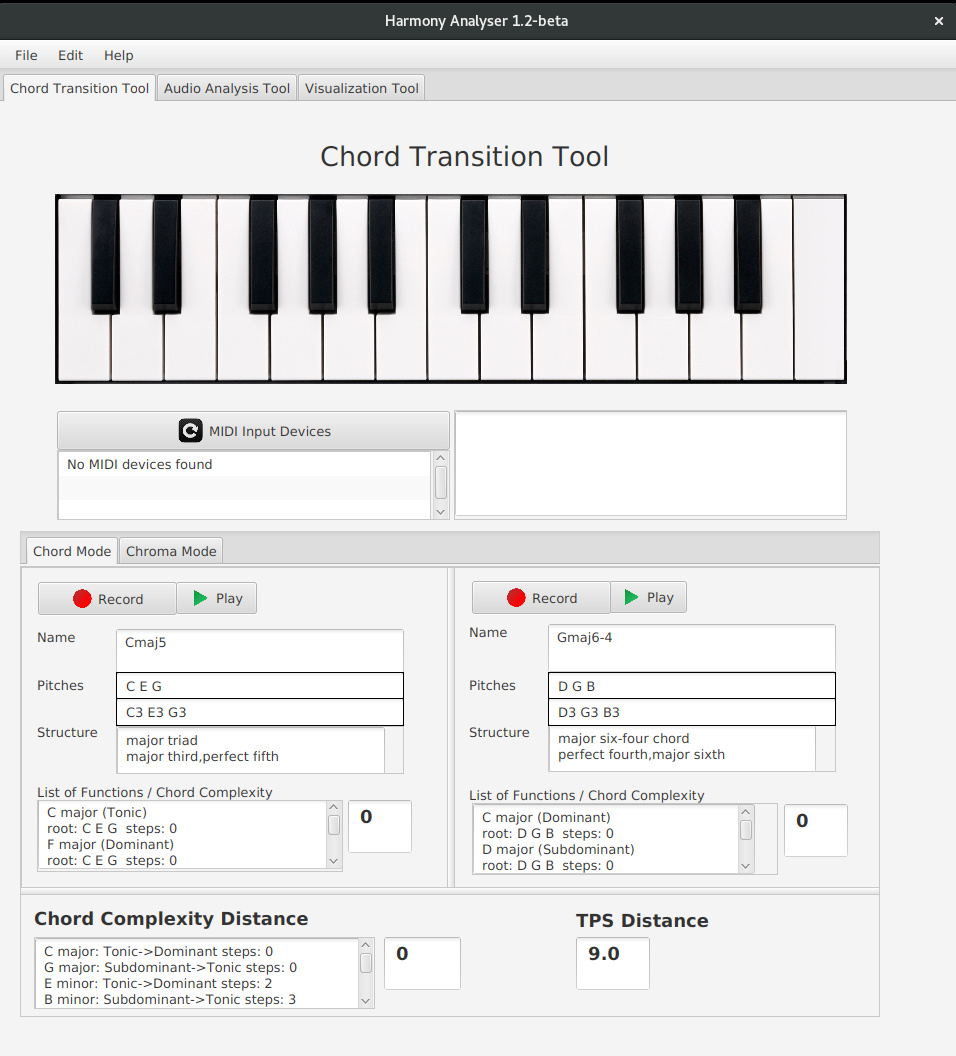 Harmony Analyser 1.2-beta
×
File Edit Help
Chord Transition Tool Audio Analysis Tool Visualization Tool
Chord Transition Tool
MIDI Input Devices
No MIDI devices found
Chord Mode Chroma Mode
Record Play
Name
Cmaj5
Pitches
C E G
C3 E3 G3
Structure
major triad
major third,perfect fifth
List of Functions / Chord Complexity
C major (Tonic)
root: C E G steps: 0
F major (Dominant)
root: C E G steps: 0
0
Record Play
Name
Gmaj6-4
Pitches
D G B
D3 G3 B3
Structure
major six-four chord
perfect fourth,major sixth
List of Functions / Chord Complexity
C major (Dominant)
root: D G B steps: 0
D major (Subdominant)
root: D G B steps: 0
0
Chord Complexity Distance
C major: Tonic->Dominant steps: 0
G major: Subdominant->Tonic steps: 0
E minor: Tonic->Dominant steps: 2
B minor: Subdominant->Tonic steps: 3
0
TPS Distance
9.0